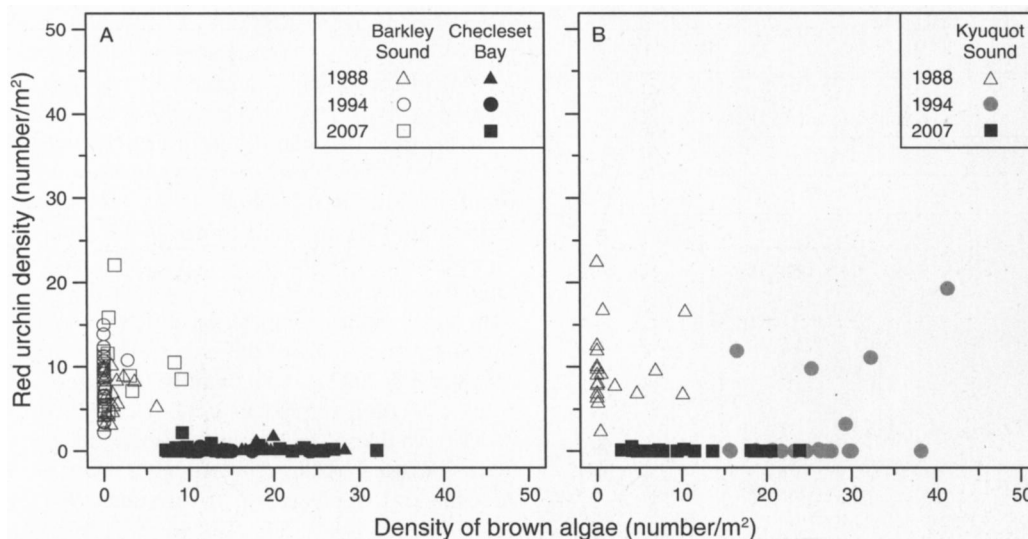 A
Barkley Sound
Checleset Bay
1988
1994
2007
B
Kyuquot Sound
1988
1994
2007
Red urchin density (number/m²)
50
40
30
20
10
0
0 10 20 30 40 50
0 10 20 30 40 50
Density of brown algae (number/m²)